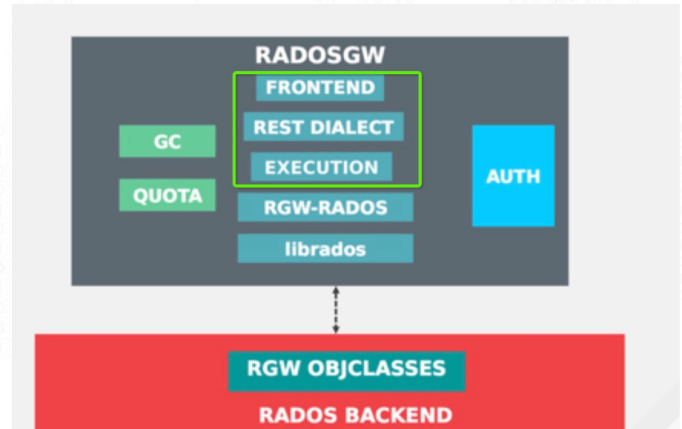 RADOSGW
FRONTEND
REST DIALECT
GC
EXECUTION
AUTH
QUOTA
RGW-RADOS
librados
RGW OBJCLASSES
RADOS BACKEND